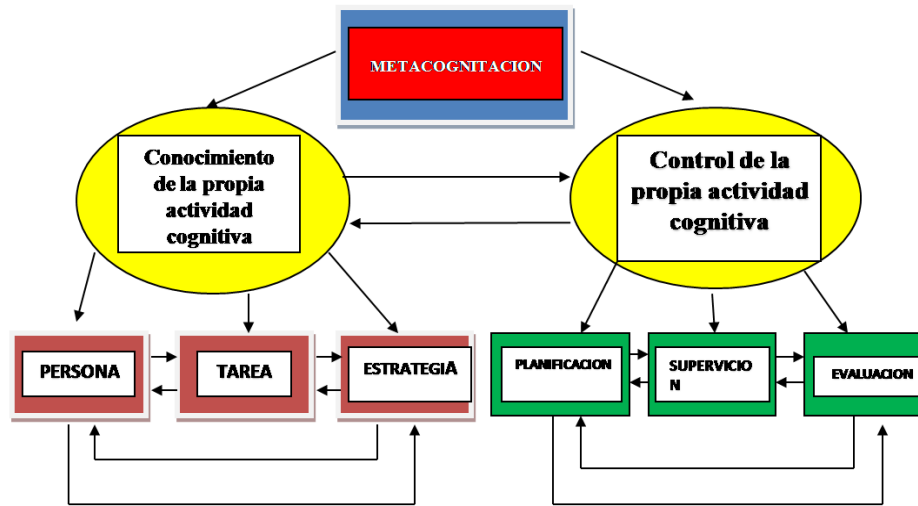 METACOGNITACION
Conocimiento
de la propia
actividad
cognitiva
Control de la
propia actividad
cognitiva
PERSONA
TAREA
ESTRATEGIA
PLANIFICACION
SUPERVICIO
N
EVALUACION